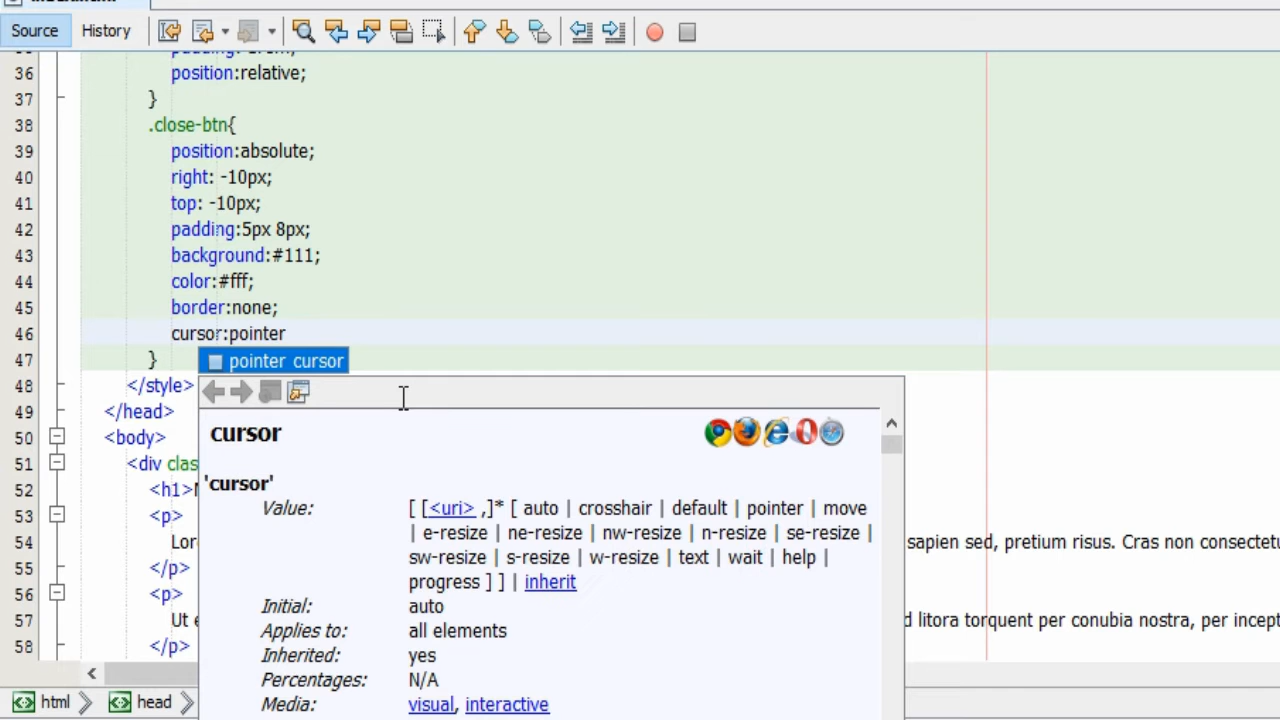 Source History
36 position:relative;
37 }
38 .close-btn{
39 position:absolute;
40 right: -10px;
41 top: -10px;
42 padding:5px 8px;
43 background:#111;
44 color:#fff;
45 border:none;
46 cursor:pointer
47 }
pointer cursor
48 </style>
49 </head>
50 <body>
cursor
51 <div clas
'cursor'
52 <h1>
Value: [ [<uri> ,]* [ auto | crosshair | default | pointer | move
53 <p>
| e-resize | ne-resize | nw-resize | n-resize | se-resize |
54 Lor sapien sed, pretium risus. Cras non consectetu
sw-resize | s-resize | w-resize | text | wait | help |
55 </p>
progress ] ] | inherit
56 <p>
Initial: auto
57 Ut e d litora torquent per conubia nostra, per incept
Applies to: all elements
58 </p>
Inherited: yes
Percentages: N/A
html head
Media: visual, interactive